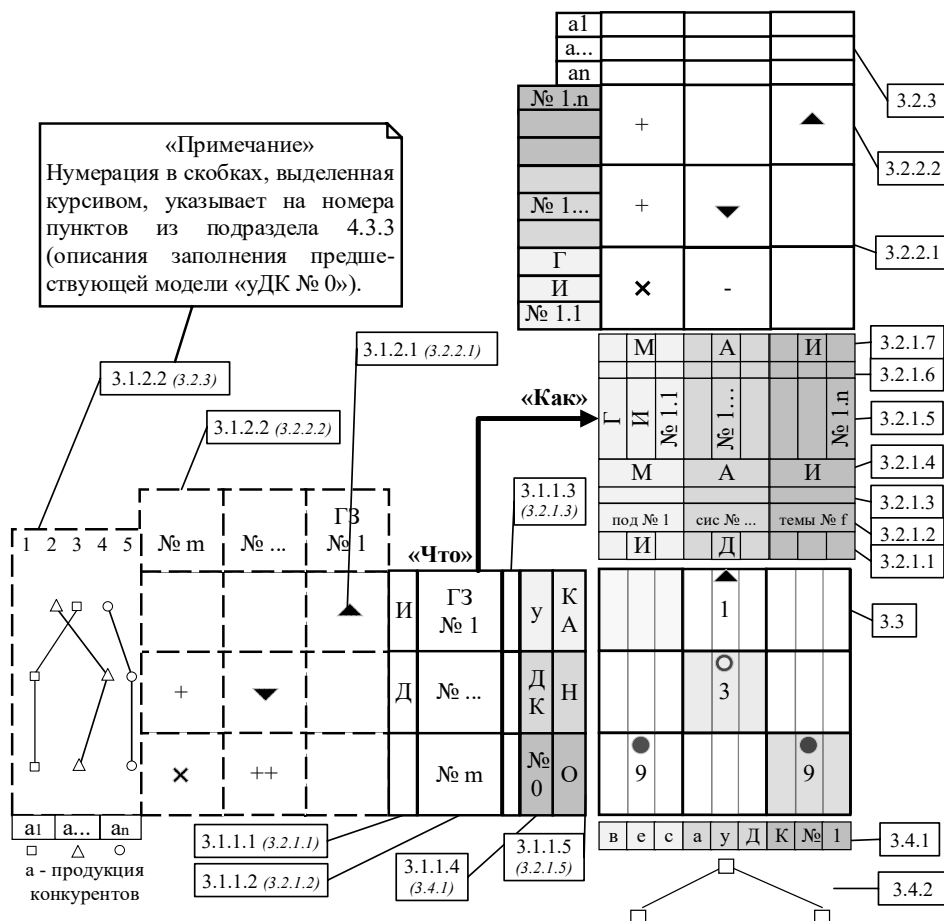 a1
a...
an
№ 1.n
+
3.2.3
«Примечание»
Нумерация в скобках, выделенная
курсивом, указывает на номера
пунктов из подраздела 4.3.3
(описания заполнения предше-
ствующей модели «уДК № 0»).
3.2.2.2
№ 1...
+
3.2.2.1
Г
И
×
-
№ 1.1
3.1.2.1 (3.2.2.1)
М А И
3.2.1.7
3.1.2.2 (3.2.3)
3.2.1.6
«Как»
Г И № 1.1 № 1... № 1.n
3.2.1.5
3.1.2.2 (3.2.2.2)
М А И
3.2.1.4
3.1.1.3
(3.2.1.3)
3.2.1.3
под № 1 сис № ... темы № f
3.2.1.2
И Д
3.2.1.1
1 2 3 4 5
№ m № ... ГЗ
№ 1
«Что»
И ГЗ
№ 1
у К
А
1
3.3
+
Д № ... Д
К
Н
3
× ++
№ m №
0
О
9 9
a1 a... an
в е с а у Д К № 1
3.4.1
а - продукция
конкурентов
3.1.1.1 (3.2.1.1)
3.1.1.2 (3.2.1.2)
3.1.1.4
(3.4.1)
3.1.1.5
(3.2.1.5)
3.4.2